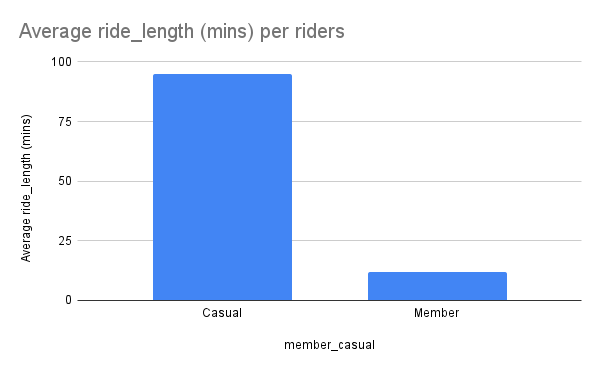 Average ride_length (mins) per riders
100
75
50
25
0
Average ride_length (mins)
Casual
Member
member_casual